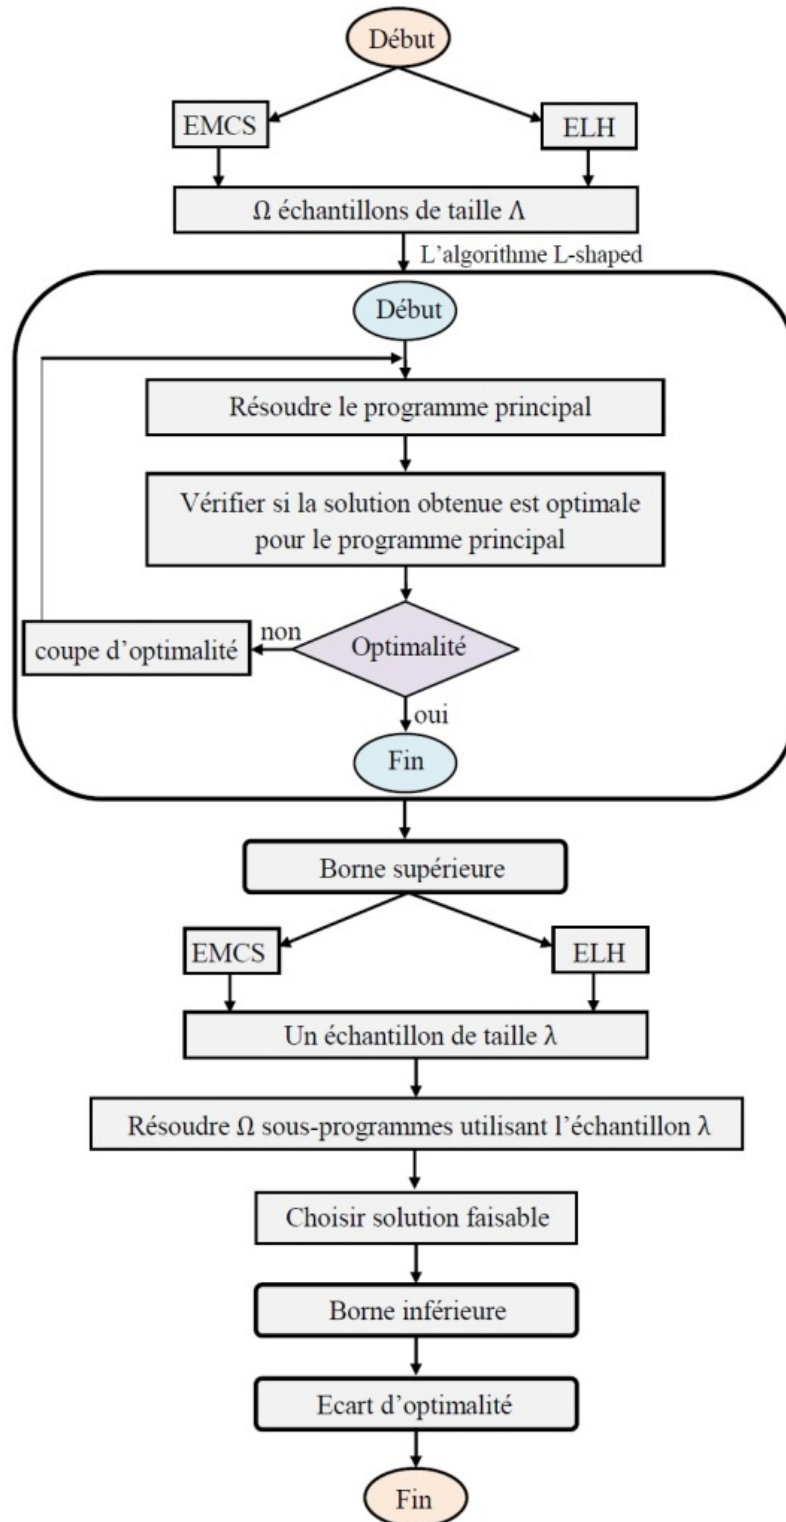 Début
EMCS
ELH
Ω échantillons de taille Λ
L'algorithme L-shaped
Début
Résoudre le programme principal
Vérifier si la solution obtenue est optimale
pour le programme principal
Optimalité
non
coupe d'optimalité
oui
Fin
Borne supérieure
EMCS
ELH
Un échantillon de taille λ
Résoudre Ω sous-programmes utilisant l'échantillon λ
Choisir solution faisable
Borne inférieure
Ecart d'optimalité
Fin